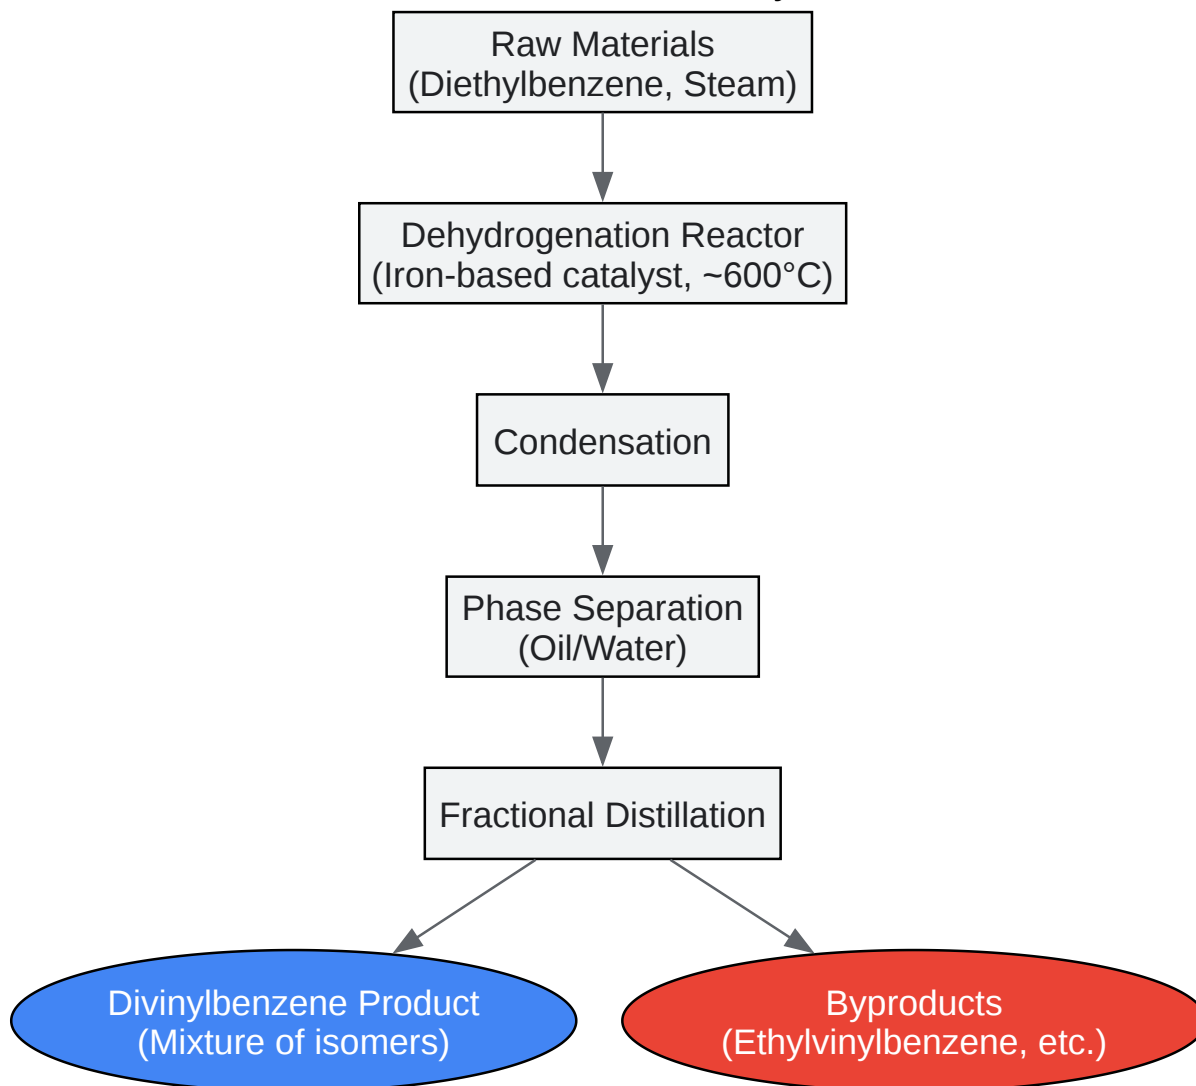 Raw Materials
(Diethylbenzene, Steam)
Dehydrogenation Reactor
(Iron-based catalyst, ~600°C)
Condensation
Phase Separation
(Oil/Water)
Fractional Distillation
Divinylbenzene Product
(Mixture of isomers)
Byproducts
(Ethylvinylbenzene, etc.)